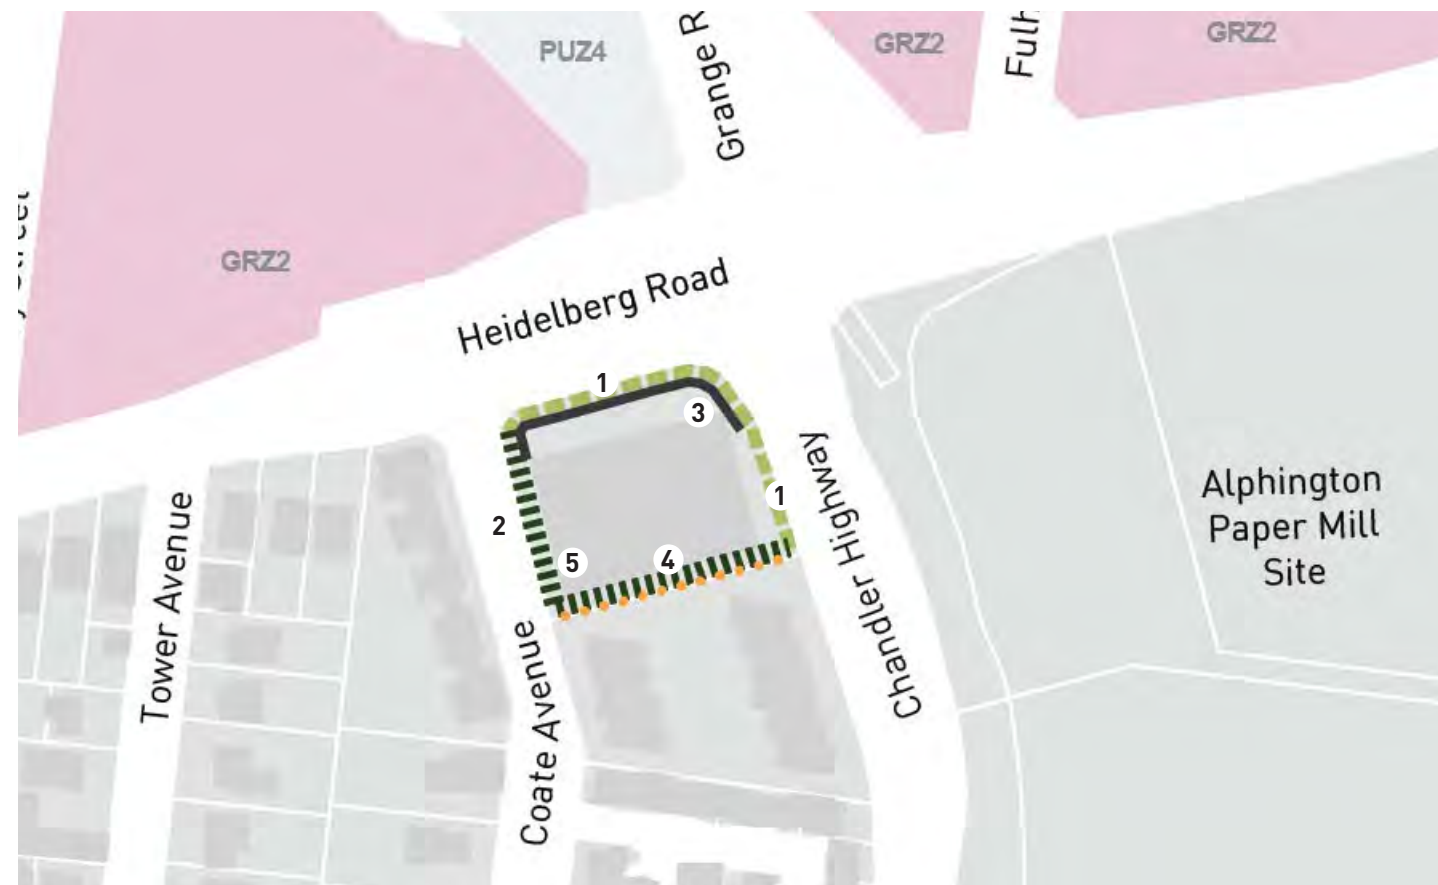 PUZ4
Grange R
GRZ2
Fulh
GRZ2
GRZ2
Heidelberg Road
1
3
1
2
5
4
Chandler Highway
Alphington
Paper Mill
Site
Tower Avenue
Coate Avenue